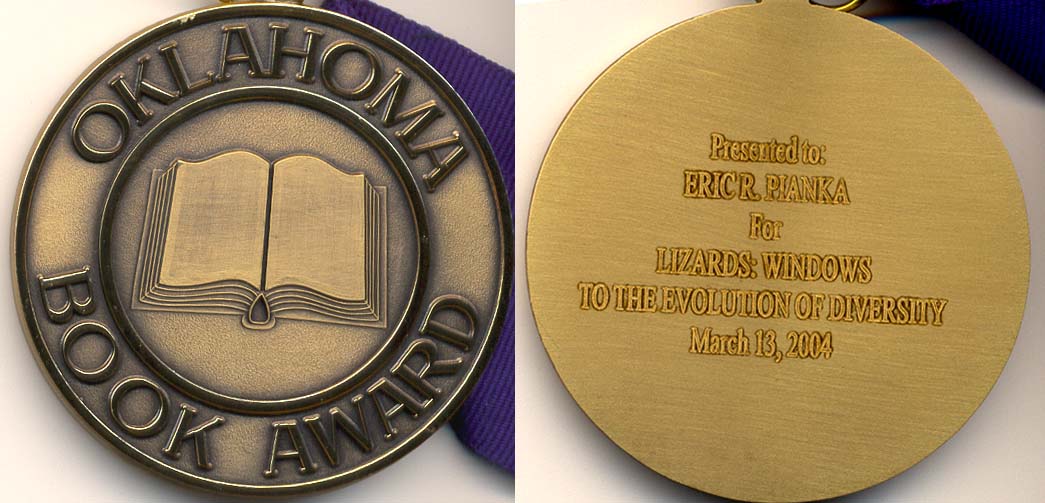 OKLAHOMA
BOOK AWARD
Presented to:
ERIC R. PIANKA
For
LIZARDS: WINDOWS
TO THE EVOLUTION OF DIVERSITY
March 13, 2004